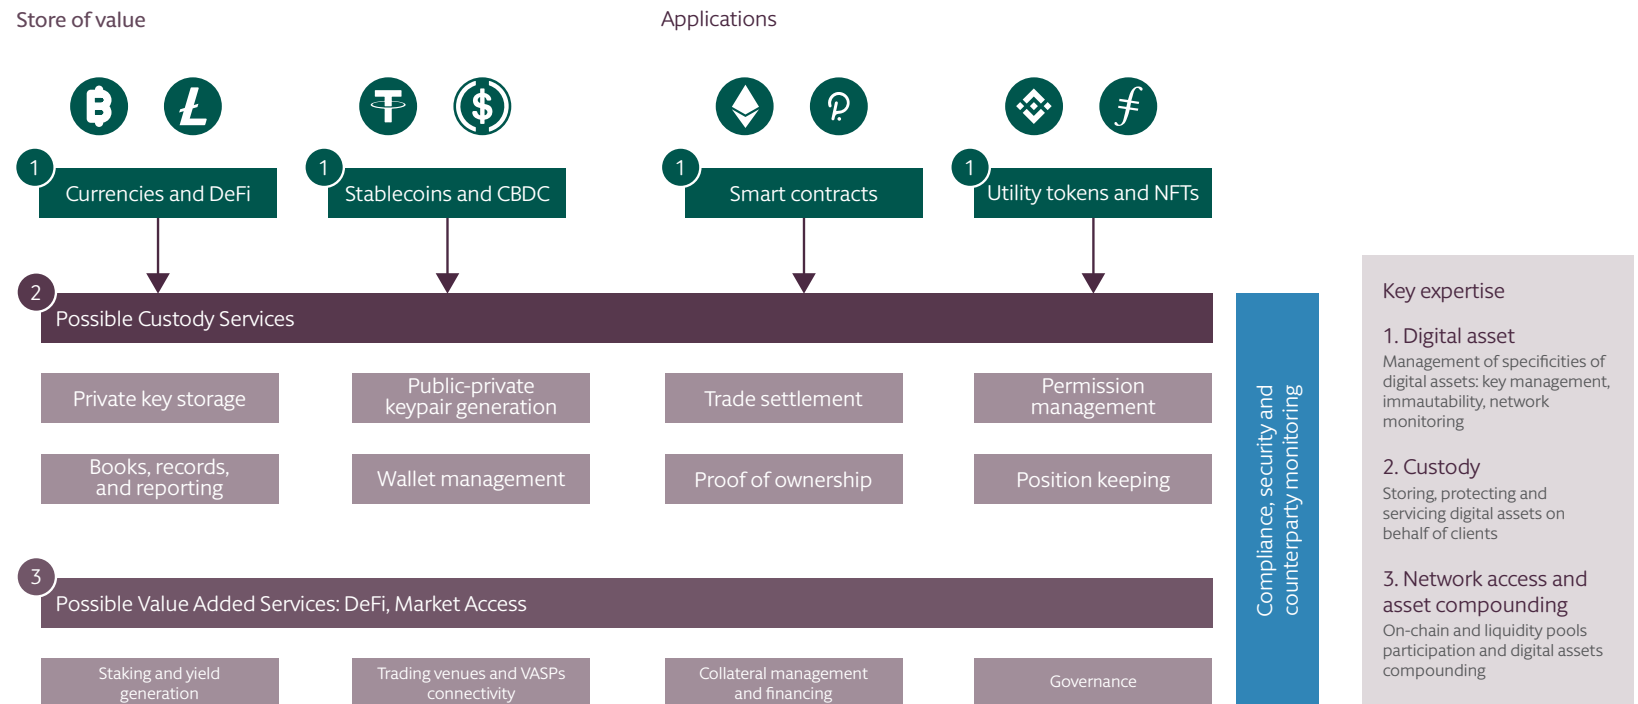 Store of value
Applications
1
Currencies and DeFi
1
Stablecoins and CBDC
1
Smart contracts
1
Utility tokens and NFTs
2
Possible Custody Services
Private key storage
Public-private
keypair generation
Trade settlement
Permission
management
Books, records,
and reporting
Wallet management
Proof of ownership
Position keeping
3
Possible Value Added Services: DeFi, Market Access
Staking and yield
generation
Trading venues and VASPs
connectivity
Collateral management
and financing
Governance
Compliance, security and
counterparty monitoring
Key expertise
1. Digital asset
Management of specificities of
digital assets: key management,
immautability, network
monitoring
2. Custody
Storing, protecting and
servicing digital assets on
behalf of clients
3. Network access and
asset compounding
On-chain and liquidity pools
participation and digital assets
compounding